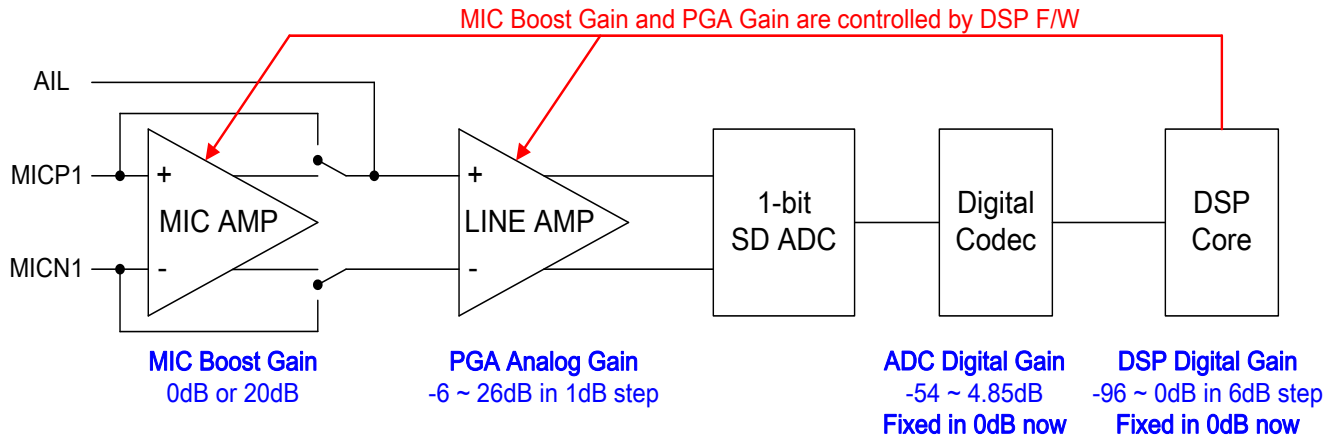 MIC Boost Gain and PGA Gain are controlled by DSP F/W
AIL
MICP1
MICN1
+
-
MIC AMP
+
-
LINE AMP
1-bit
SD ADC
Digital
Codec
DSP
Core
MIC Boost Gain
0dB or 20dB
PGA Analog Gain
-6 ~ 26dB in 1dB step
ADC Digital Gain
-54 ~ 4.85dB
Fixed in 0dB now
DSP Digital Gain
-96 ~ 0dB in 6dB step
Fixed in 0dB now